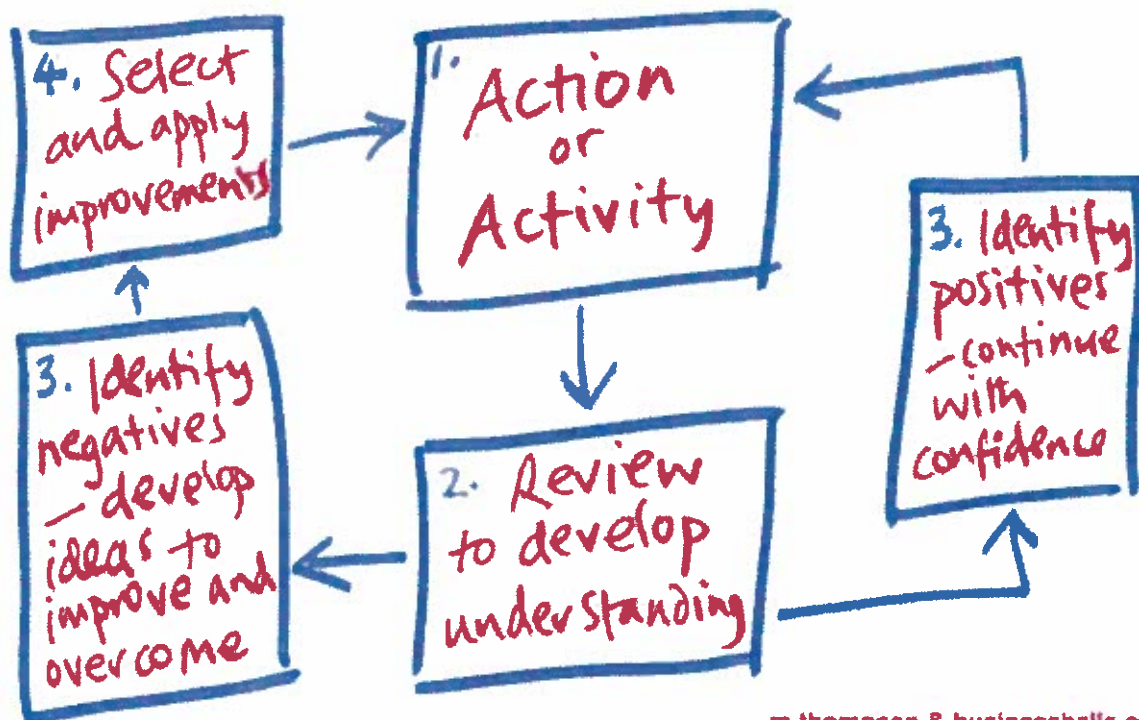 4. Select
and apply
improvements
1. Action
or
Activity
3. Identify
positives
– continue
with
confidence
3. Identify
negatives
– develop
ideas to
improve and
overcome
2. Review
to develop
understanding